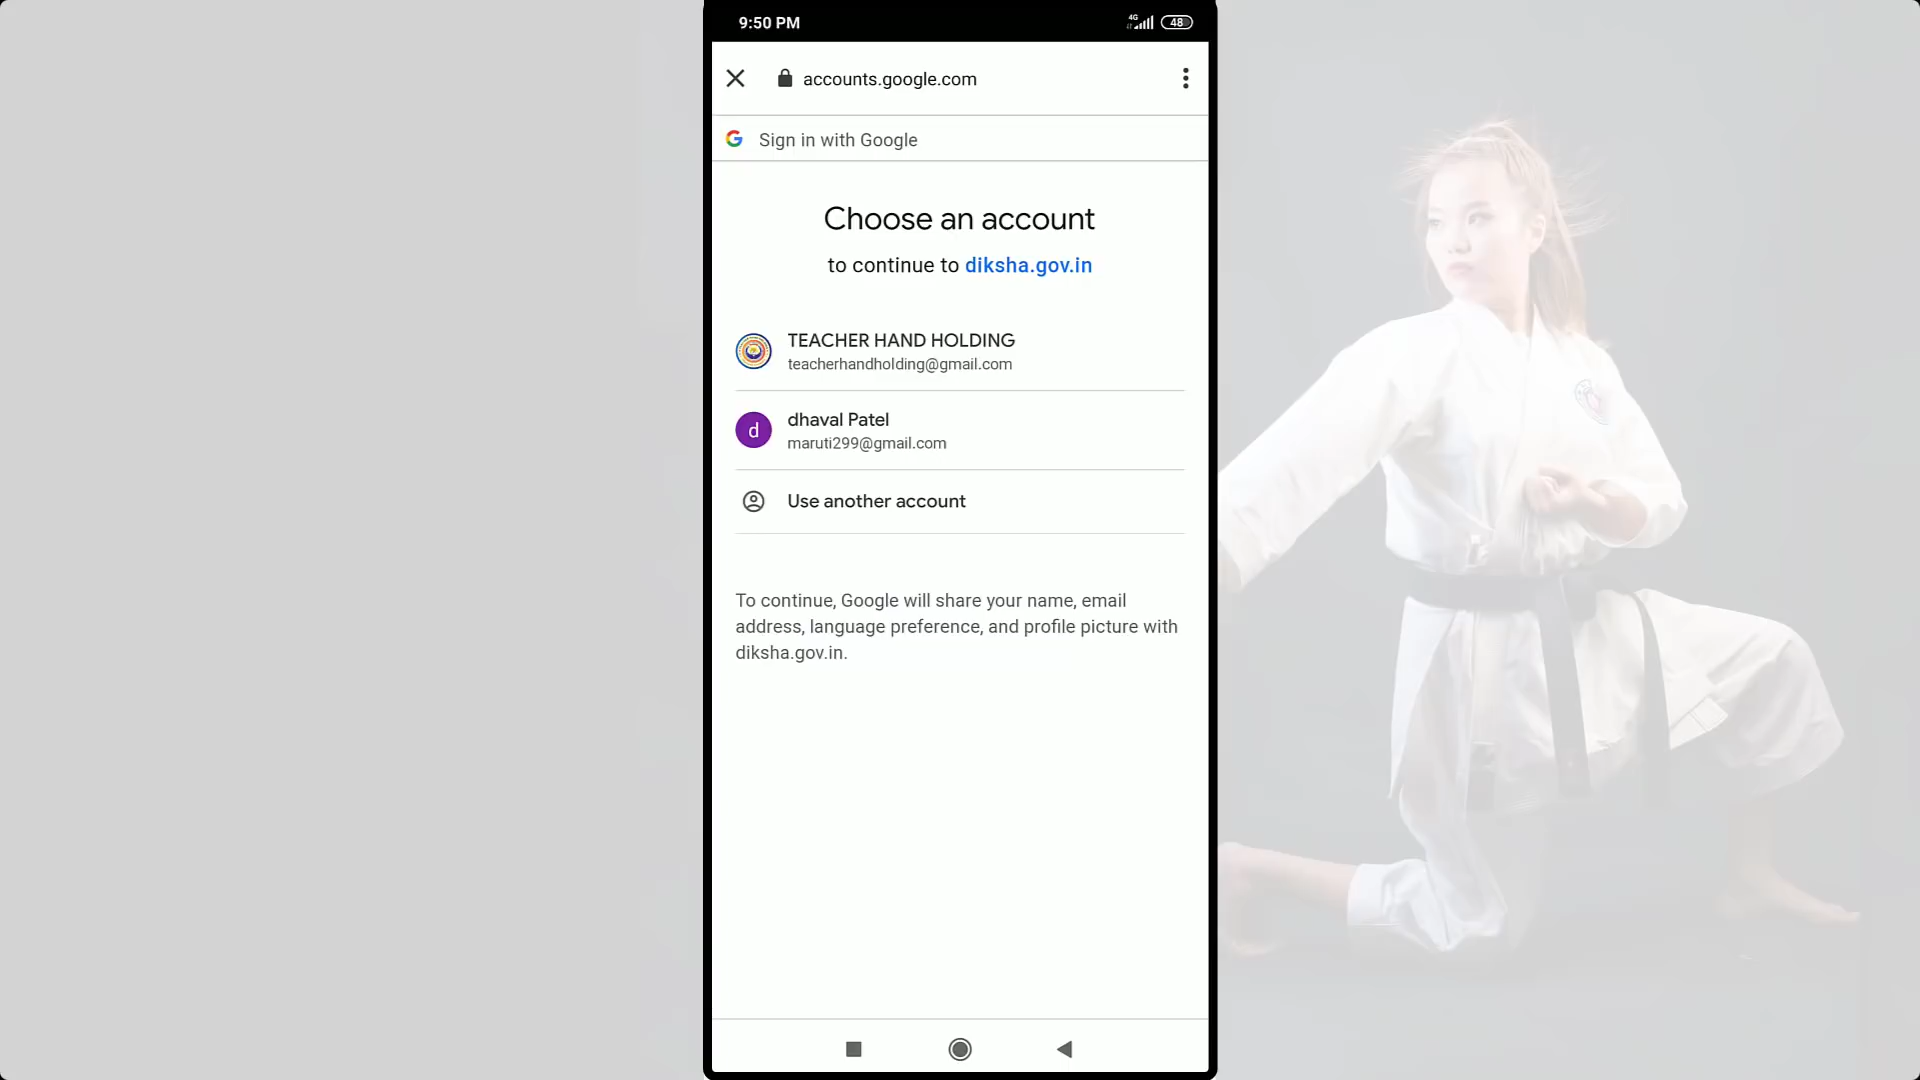 9:50 PM
4G
48
accounts.google.com
Sign in with Google
Choose an account
to continue to diksha.gov.in
TEACHER HAND HOLDING
teacherhandholding@gmail.com
d
dhaval Patel
maruti299@gmail.com
Use another account
To continue, Google will share your name, email
address, language preference, and profile picture with
diksha.gov.in.